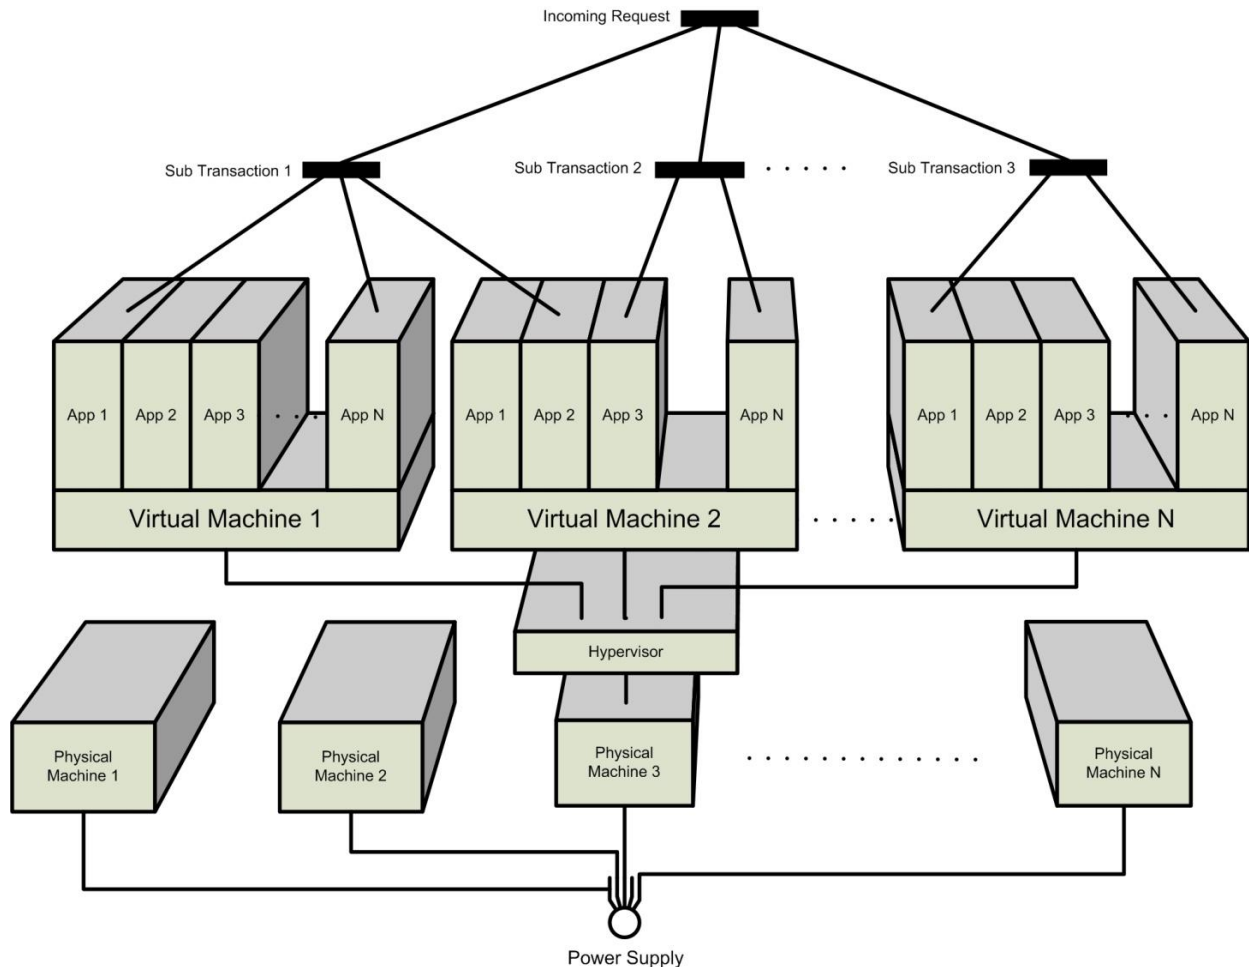 Incoming Request
Sub Transaction 1
Sub Transaction 2
. . . . .
Sub Transaction 3
App 1
App 2
App 3
. . . .
App N
App 1
App 2
App 3
App N
App 1
App 2
App 3
. . . .
App N
Virtual Machine 1
Virtual Machine 2
. . . . .
Virtual Machine N
Hypervisor
Physical
Machine 1
Physical
Machine 2
Physical
Machine 3
. . . . . . . . . . . . .
Physical
Machine N
Power Supply